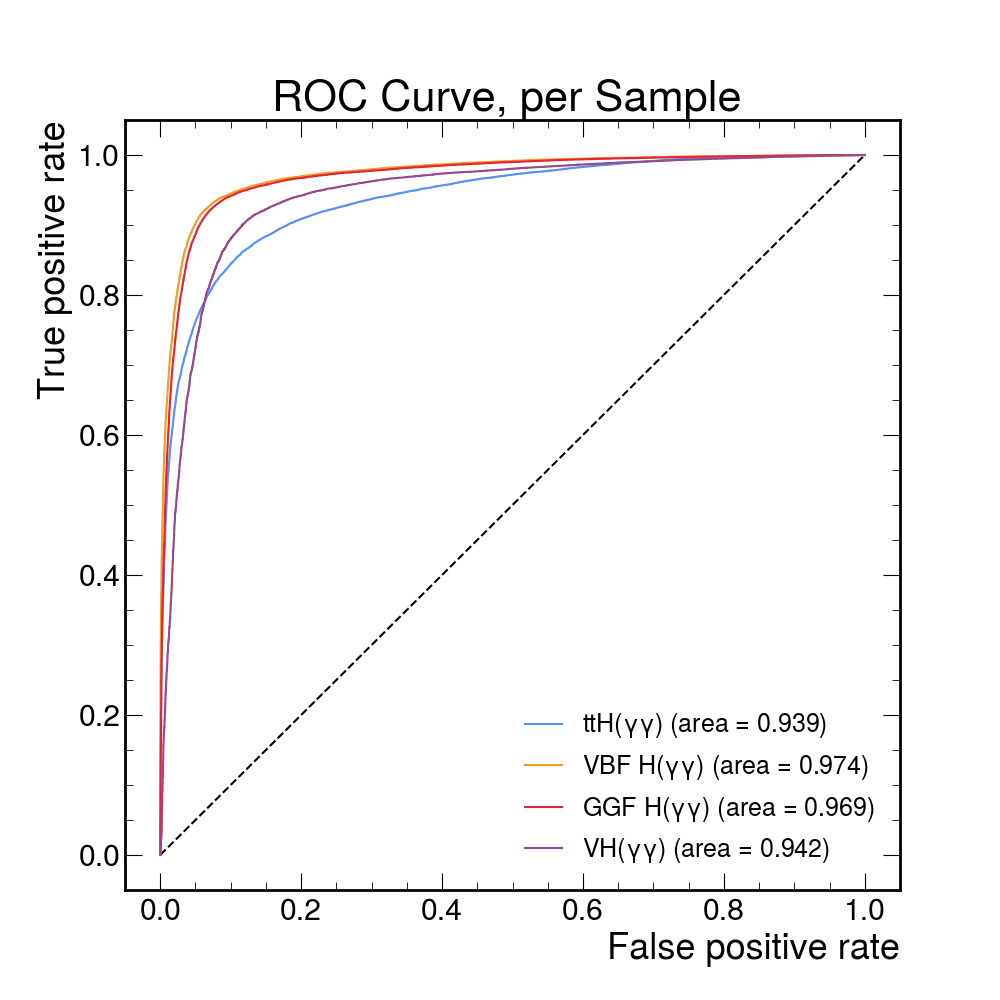 ROC Curve, per Sample
True positive rate
1.0
0.8
0.6
0.4
0.2
0.0
0.0 0.2 0.4 0.6 0.8 1.0
False positive rate
ttH(γγ) (area = 0.939)
VBF H(γγ) (area = 0.974)
GGF H(γγ) (area = 0.969)
VH(γγ) (area = 0.942)